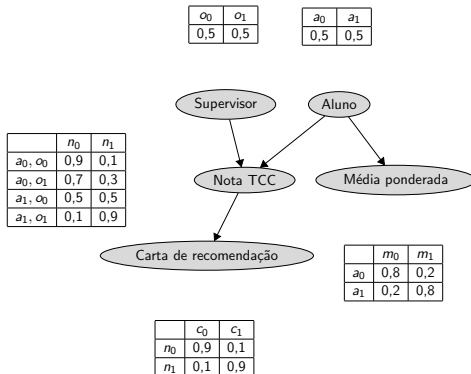 o₀ o₁
0,5 0,5
a₀ a₁
0,5 0,5
Supervisor
Aluno
n₀ n₁
a₀, o₀ 0,9 0,1
a₀, o₁ 0,7 0,3
a₁, o₀ 0,5 0,5
a₁, o₁ 0,1 0,9
Nota TCC
Média ponderada
Carta de recomendação
m₀ m₁
a₀ 0,8 0,2
a₁ 0,2 0,8
c₀ c₁
n₀ 0,9 0,1
n₁ 0,1 0,9